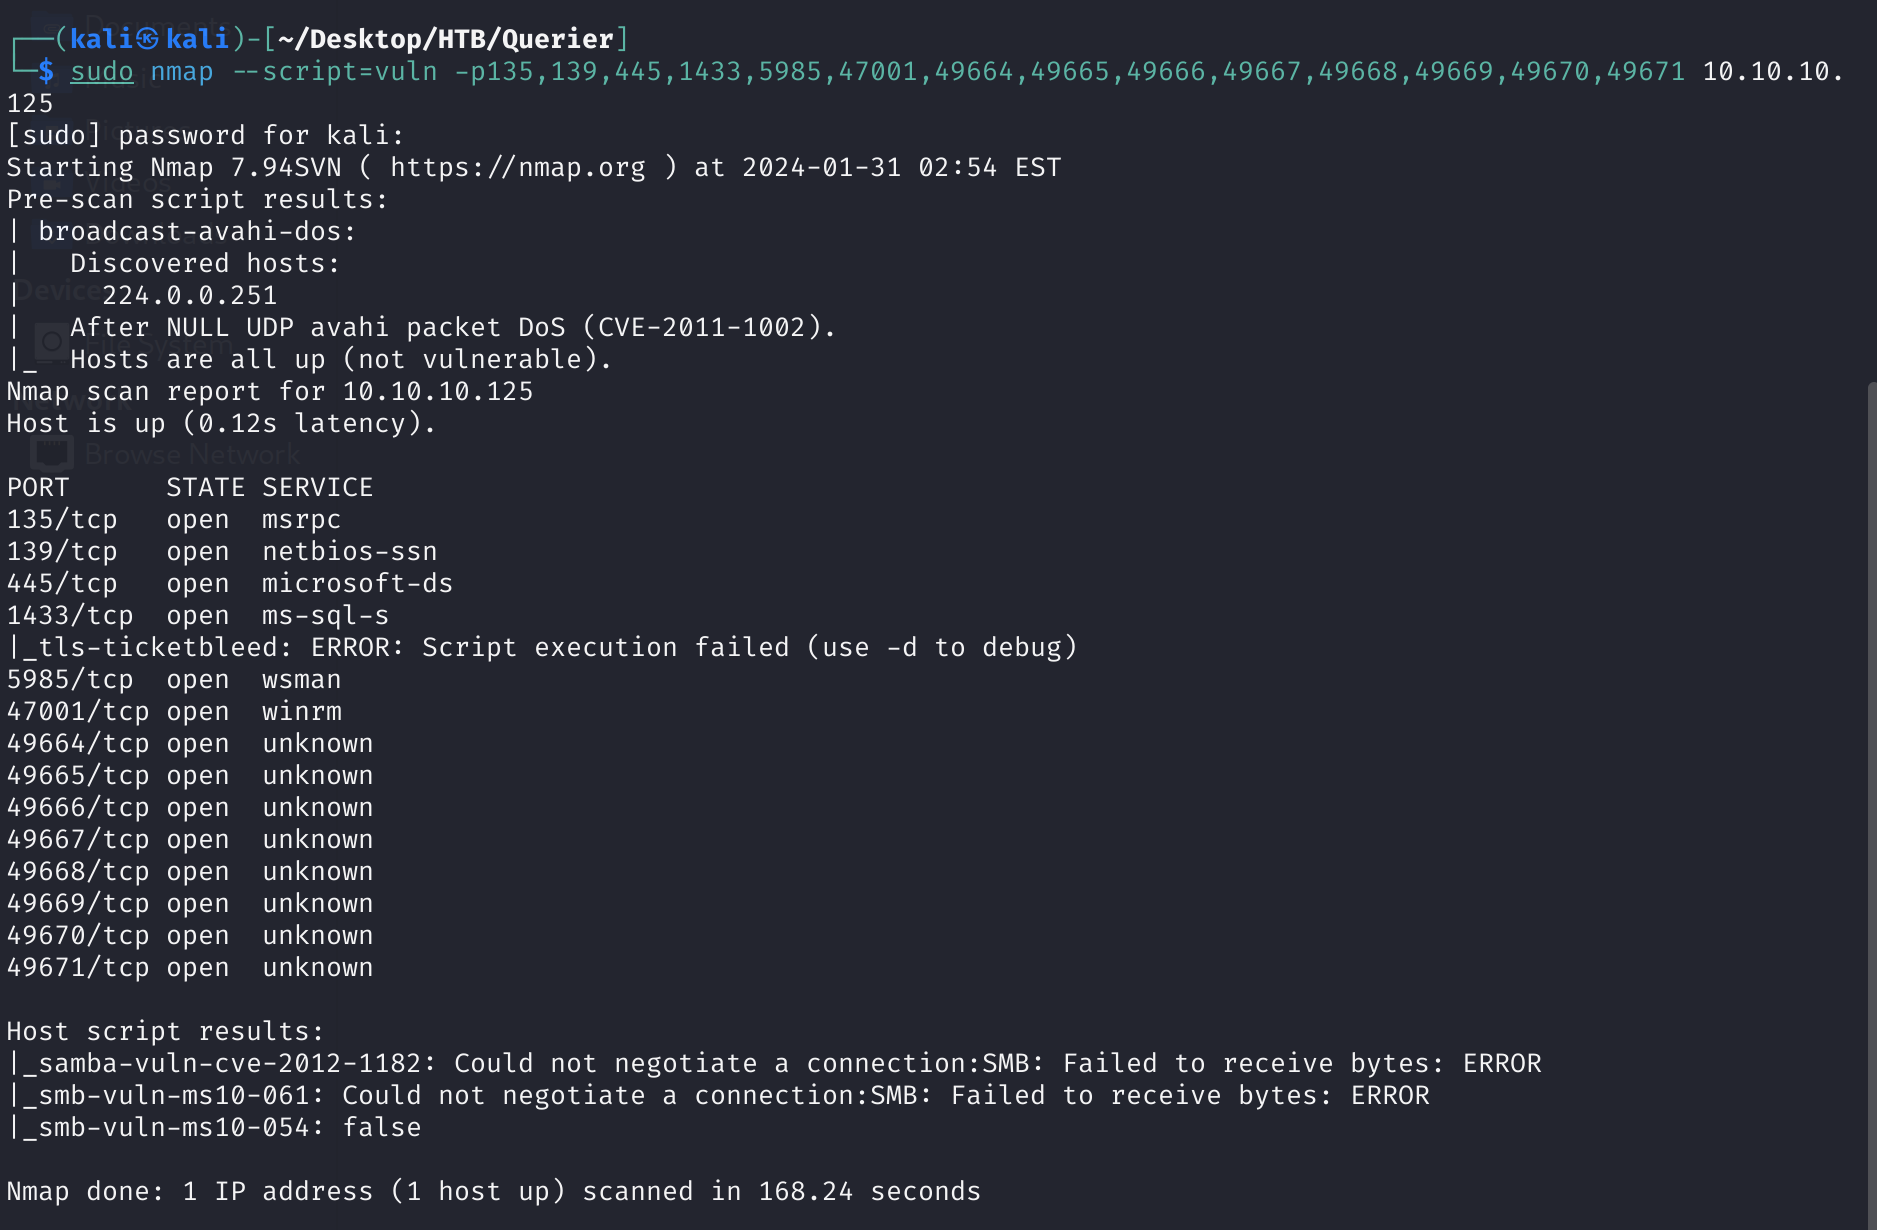 ┌──(kali㉿kali)-[~/Desktop/HTB/Querier]
└─$ sudo nmap --script=vuln -p135,139,445,1433,5985,47001,49664,49665,49666,49667,49668,49669,49670,49671 10.10.10.
125
[sudo] password for kali:
Starting Nmap 7.94SVN ( https://nmap.org ) at 2024-01-31 02:54 EST
Pre-scan script results:
| broadcast-avahi-dos:
|   Discovered hosts:
|     224.0.0.251
|   After NULL UDP avahi packet DoS (CVE-2011-1002).
|_  Hosts are all up (not vulnerable).
Nmap scan report for 10.10.10.125
Host is up (0.12s latency).
Browse Network
PORT      STATE SERVICE
135/tcp   open  msrpc
139/tcp   open  netbios-ssn
445/tcp   open  microsoft-ds
1433/tcp  open  ms-sql-s
|_tls-ticketbleed: ERROR: Script execution failed (use -d to debug)
5985/tcp  open  wsman
47001/tcp open  winrm
49664/tcp open  unknown
49665/tcp open  unknown
49666/tcp open  unknown
49667/tcp open  unknown
49668/tcp open  unknown
49669/tcp open  unknown
49670/tcp open  unknown
49671/tcp open  unknown
Host script results:
|_samba-vuln-cve-2012-1182: Could not negotiate a connection:SMB: Failed to receive bytes: ERROR
|_smb-vuln-ms10-061: Could not negotiate a connection:SMB: Failed to receive bytes: ERROR
|_smb-vuln-ms10-054: false
Nmap done: 1 IP address (1 host up) scanned in 168.24 seconds